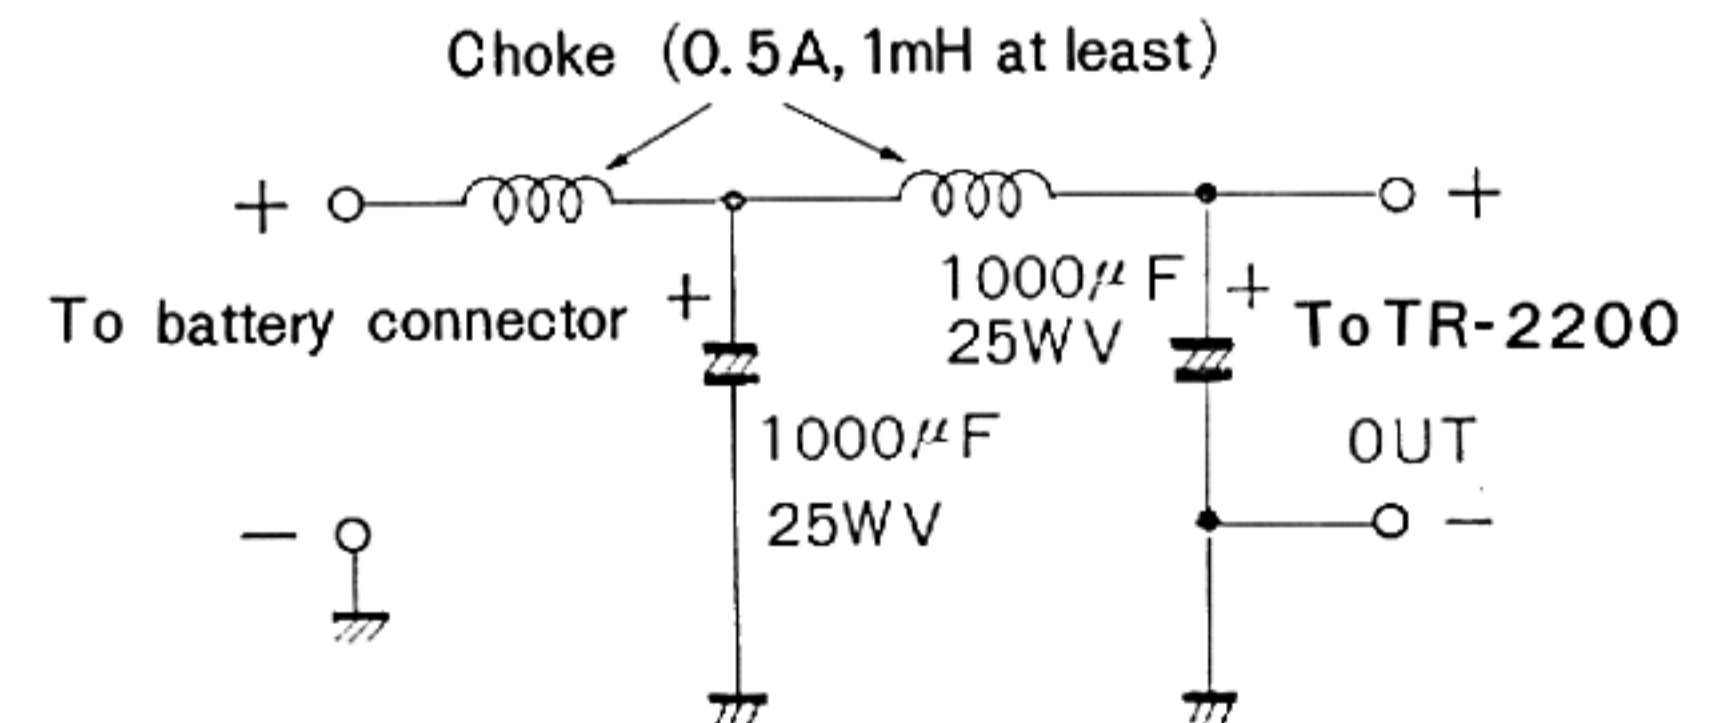 Choke (0.5A, 1mH at least)
+
+
To battery connector
+
1000μF
25WV
+
To TR-2200
1000μF
25WV
OUT
−
−